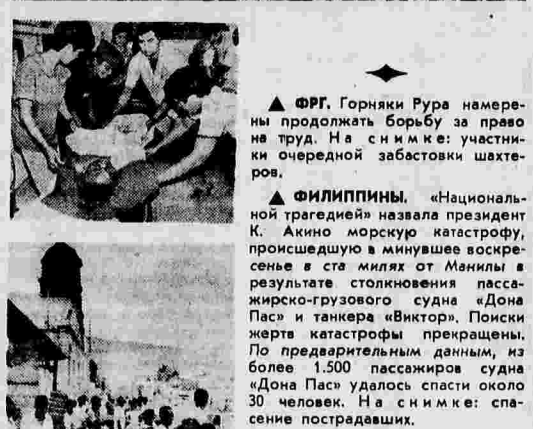 ▲ ФРГ. Горняки Рура намере-
ны продолжать борьбу за право
на труд. На снимке: участни-
ки очередной забастовки шахте-
ров.
▲ ФИЛИППИНЫ. «Националь-
ной трагедией» назвала президент
К. Акино морскую катастрофу,
происшедшую в минувшее воскре-
сенье в ста милях от Манилы в
результате столкновения пасса-
жирско-грузового судна «Дона
Пас» и танкера «Виктор». Поиски
жертв катастрофы прекращены.
По предварительным данным, из
более 1.500 пассажиров судна
«Дона Пас» удалось спасти около
30 человек. На снимке: спа-
сение пострадавших.